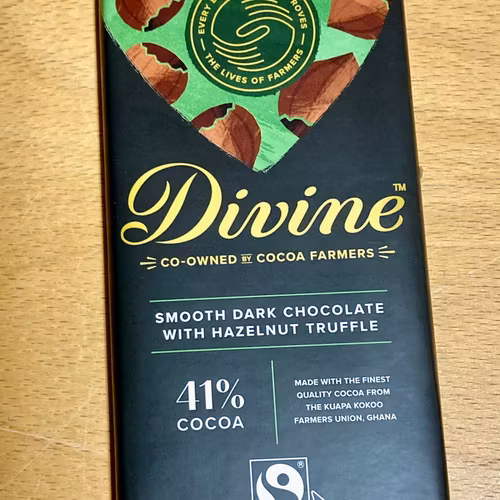 EVERY
ROVES
THE LIVES OF FARMERS
Divine™
CO-OWNED BY COCOA FARMERS
SMOOTH DARK CHOCOLATE
WITH HAZELNUT TRUFFLE
41%
COCOA
MADE WITH THE FINEST
QUALITY COCOA FROM
THE KUAPA KOKOO
FARMERS UNION, GHANA
®